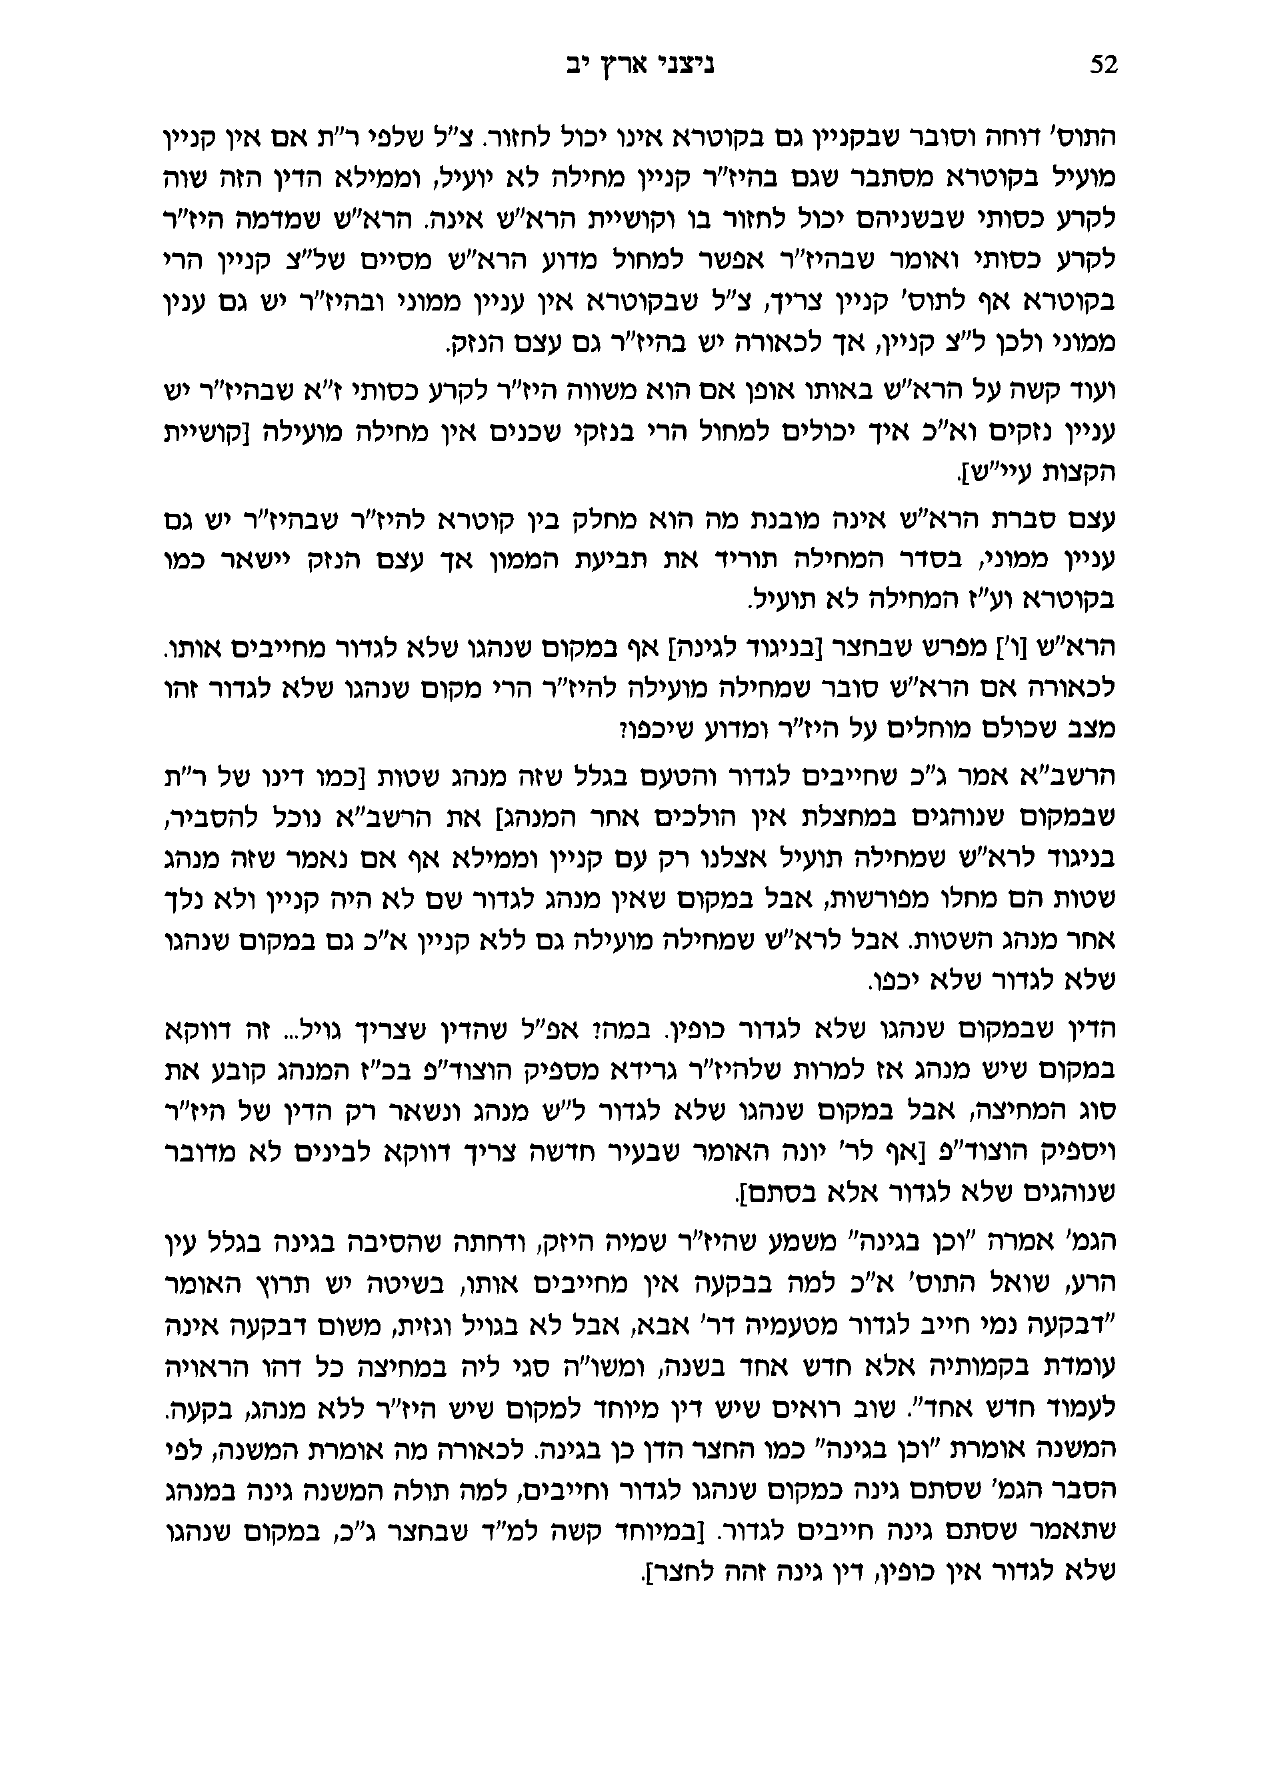 52
ניצני ארץ יב
התוס' דוחה וסובר שבקניין גם בקוטרא אינו יכול לחזור. צ"ל שלפי ר"ת אם אין קניין
מועיל בקוטרא מסתבר שגם בהיז"ר קניין מחילה לא יועיל, וממילא הדין הזה שוה
לקרע כסותי שבשניהם יכול לחזור בו וקושיית הרא"ש אינה. הרא"ש שמדמה היז"ר
לקרע כסותי ואומר שבהיז"ר אפשר למחול מדוע הרא"ש מסיים של"צ קניין הרי
בקוטרא אף לתוס' קניין צריך, צ"ל שבקוטרא אין עניין ממוני ובהיז"ר יש גם ענין
ממוני ולכן ל"צ קניין, אך לכאורה יש בהיז"ר גם עצם הנזק.
ועוד קשה על הרא"ש באותו אופן אם הוא משווה היז"ר לקרע כסותי ז"א שבהיז"ר יש
עניין נזקים וא"כ איך יכולים למחול הרי בנזקי שכנים אין מחילה מועילה [קושיית
הקצות עיי"ש].
עצם סברת הרא"ש אינה מובנת מה הוא מחלק בין קוטרא להיז"ר שבהיז"ר יש גם
עניין ממוני, בסדר המחילה תוריד את תביעת הממון אך עצם הנזק יישאר כמו
בקוטרא וע"ז המחילה לא תועיל.
הרא"ש [ו'] מפרש שבחצר [בניגוד לגינה] אף במקום שנהגו שלא לגדור מחייבים אותו.
לכאורה אם הרא"ש סובר שמחילה מועילה להיז"ר הרי מקום שנהגו שלא לגדור זהו
מצב שכולם מוחלים על היז"ר ומדוע שיכפו?
הרשב"א אמר ג"כ שחייבים לגדור והטעם בגלל שזה מנהג שטות [כמו דינו של ר"ת
שבמקום שנוהגים במחצלת אין הולכים אחר המנהג] את הרשב"א נוכל להסביר,
בניגוד לרא"ש שמחילה תועיל אצלנו רק עם קניין וממילא אף אם נאמר שזה מנהג
שטות הם מחלו מפורשות, אבל במקום שאין מנהג לגדור שם לא היה קניין ולא נלך
אחר מנהג השטות. אבל לרא"ש שמחילה מועילה גם ללא קניין א"כ גם במקום שנהגו
שלא לגדור שלא יכפו.
הדין שבמקום שנהגו שלא לגדור כופין. במה? אפ"ל שהדין שצריך גויל... זה דווקא
במקום שיש מנהג אז למרות שלהיז"ר גרידא מספיק הוצוד"פ בכ"ז המנהג קובע את
סוג המחיצה, אבל במקום שנהגו שלא לגדור ל"ש מנהג ונשאר רק הדין של היז"ר
ויספיק הוצוד"פ [אף לר' יונה האומר שבעיר חדשה צריך דווקא לבינים לא מדובר
שנוהגים שלא לגדור אלא בסתם].
הגמ' אמרה "וכן בגינה" משמע שהיז"ר שמיה היזק, ודחתה שהסיבה בגינה בגלל עין
הרע, שואל התוס' א"כ למה בבקעה אין מחייבים אותו, בשיטה יש תרוץ האומר
"דבקעה נמי חייב לגדור מטעמיה דר' אבא, אבל לא בגויל וגזית, משום דבקעה אינה
עומדת בקמותיה אלא חדש אחד בשנה, ומשו"ה סגי ליה במחיצה כל דהו הראויה
לעמוד חדש אחד". שוב רואים שיש דין מיוחד למקום שיש היז"ר ללא מנהג, בקעה.
המשנה אומרת "וכן בגינה" כמו החצר הדן כן בגינה. לכאורה מה אומרת המשנה, לפי
הסבר הגמ' שסתם גינה כמקום שנהגו לגדור וחייבים, למה תולה המשנה גינה במנהג
שתאמר שסתם גינה חייבים לגדור. [במיוחד קשה למ"ד שבחצר ג"כ, במקום שנהגו
שלא לגדור אין כופין, דין גינה זהה לחצר].